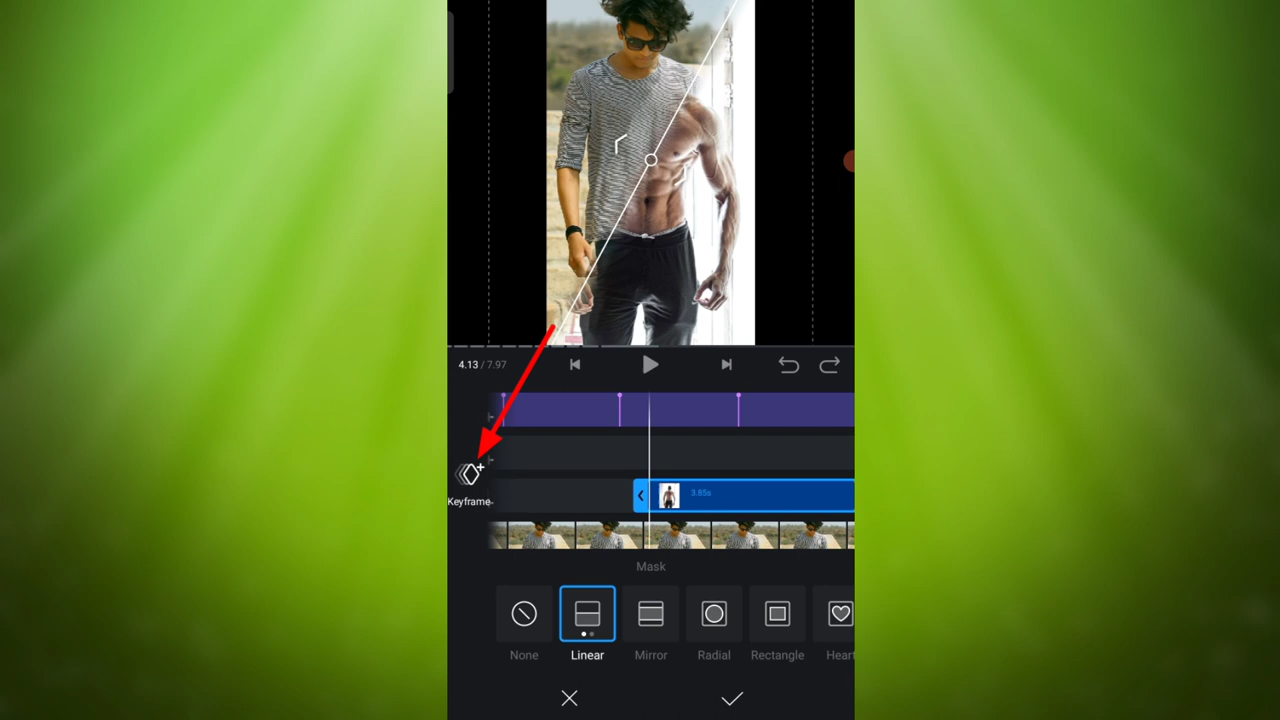 4.13 / 7.97
Keyframe-
3.85s
Mask
None
Linear
Mirror
Radial
Rectangle
Heart